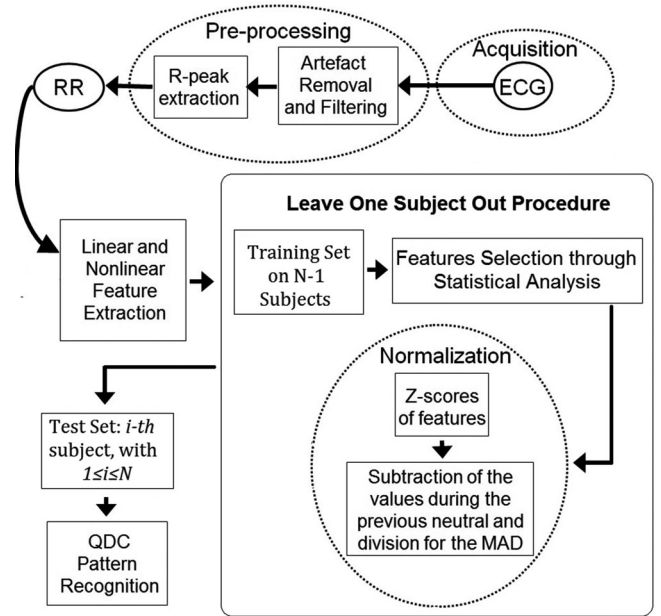 Pre-processing
Acquisition
RR
R-peak
extraction
Artefact
Removal
and Filtering
ECG
Leave One Subject Out Procedure
Linear and
Nonlinear
Feature
Extraction
Training Set
on N-1
Subjects
Features Selection through
Statistical Analysis
Normalization
Z-scores
of features
Subtraction of the
values during the
previous neutral and
division for the MAD
Test Set: i-th
subject, with
1≤i≤N
QDC
Pattern
Recognition